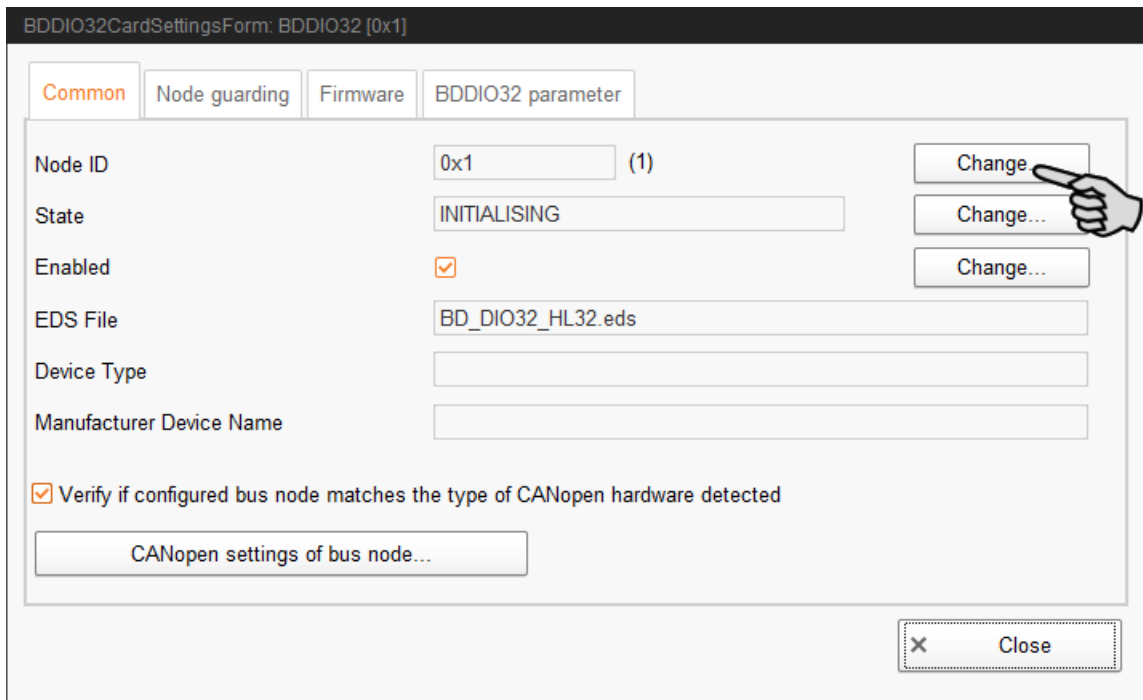 BDDIO32CardSettingsForm: BDDIO32 [0x1]
Common Node guarding Firmware BDDIO32 parameter
Node ID 0x1 (1) Change...
State INITIALISING Change...
Enabled Change...
EDS File BD_DIO32_HL32.eds
Device Type
Manufacturer Device Name
Verify if configured bus node matches the type of CANopen hardware detected
CANopen settings of bus node...
Close